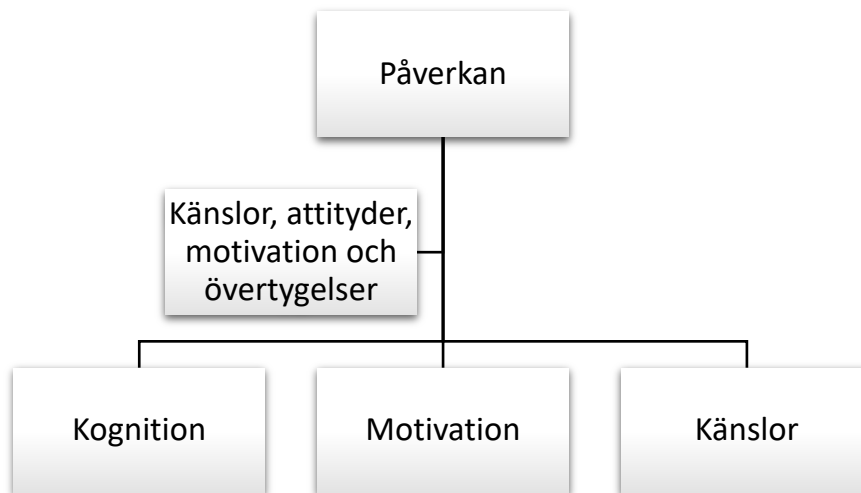 Påverkan
Känslor, attityder,
motivation och
övertygelser
Kognition
Motivation
Känslor